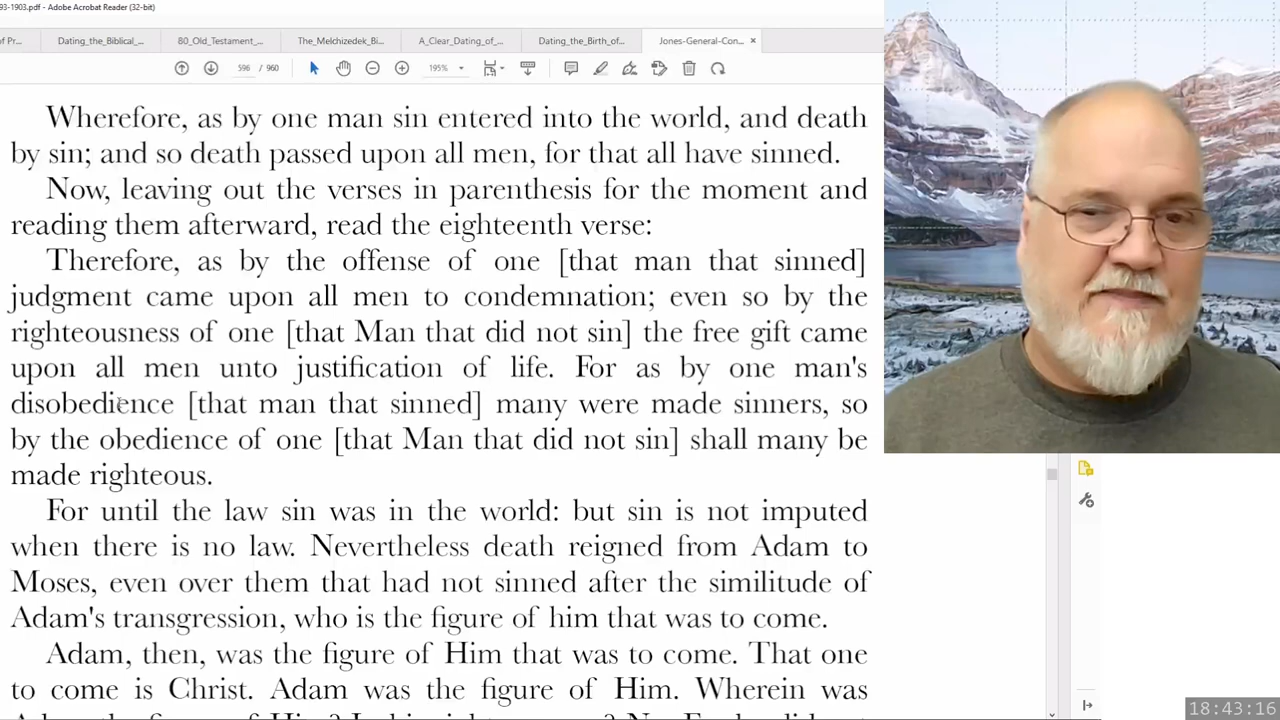 93-1903.pdf - Adobe Acrobat Reader (32-bit)
of Pr... Dating_the_Biblical_... 80_Old_Testament_... The_Melchizedek_Bi... A_Clear_Dating_of_... Dating_the_Birth_of... Jones-General-Con... ×
596 / 960 195%
Wherefore, as by one man sin entered into the world, and death
by sin; and so death passed upon all men, for that all have sinned.
Now, leaving out the verses in parenthesis for the moment and
reading them afterward, read the eighteenth verse:
Therefore, as by the offense of one [that man that sinned]
judgment came upon all men to condemnation; even so by the
righteousness of one [that Man that did not sin] the free gift came
upon all men unto justification of life. For as by one man's
disobedience [that man that sinned] many were made sinners, so
by the obedience of one [that Man that did not sin] shall many be
made righteous.
For until the law sin was in the world: but sin is not imputed
when there is no law. Nevertheless death reigned from Adam to
Moses, even over them that had not sinned after the similitude of
Adam's transgression, who is the figure of him that was to come.
Adam, then, was the figure of Him that was to come. That one
to come is Christ. Adam was the figure of Him. Wherein was
18:43:16